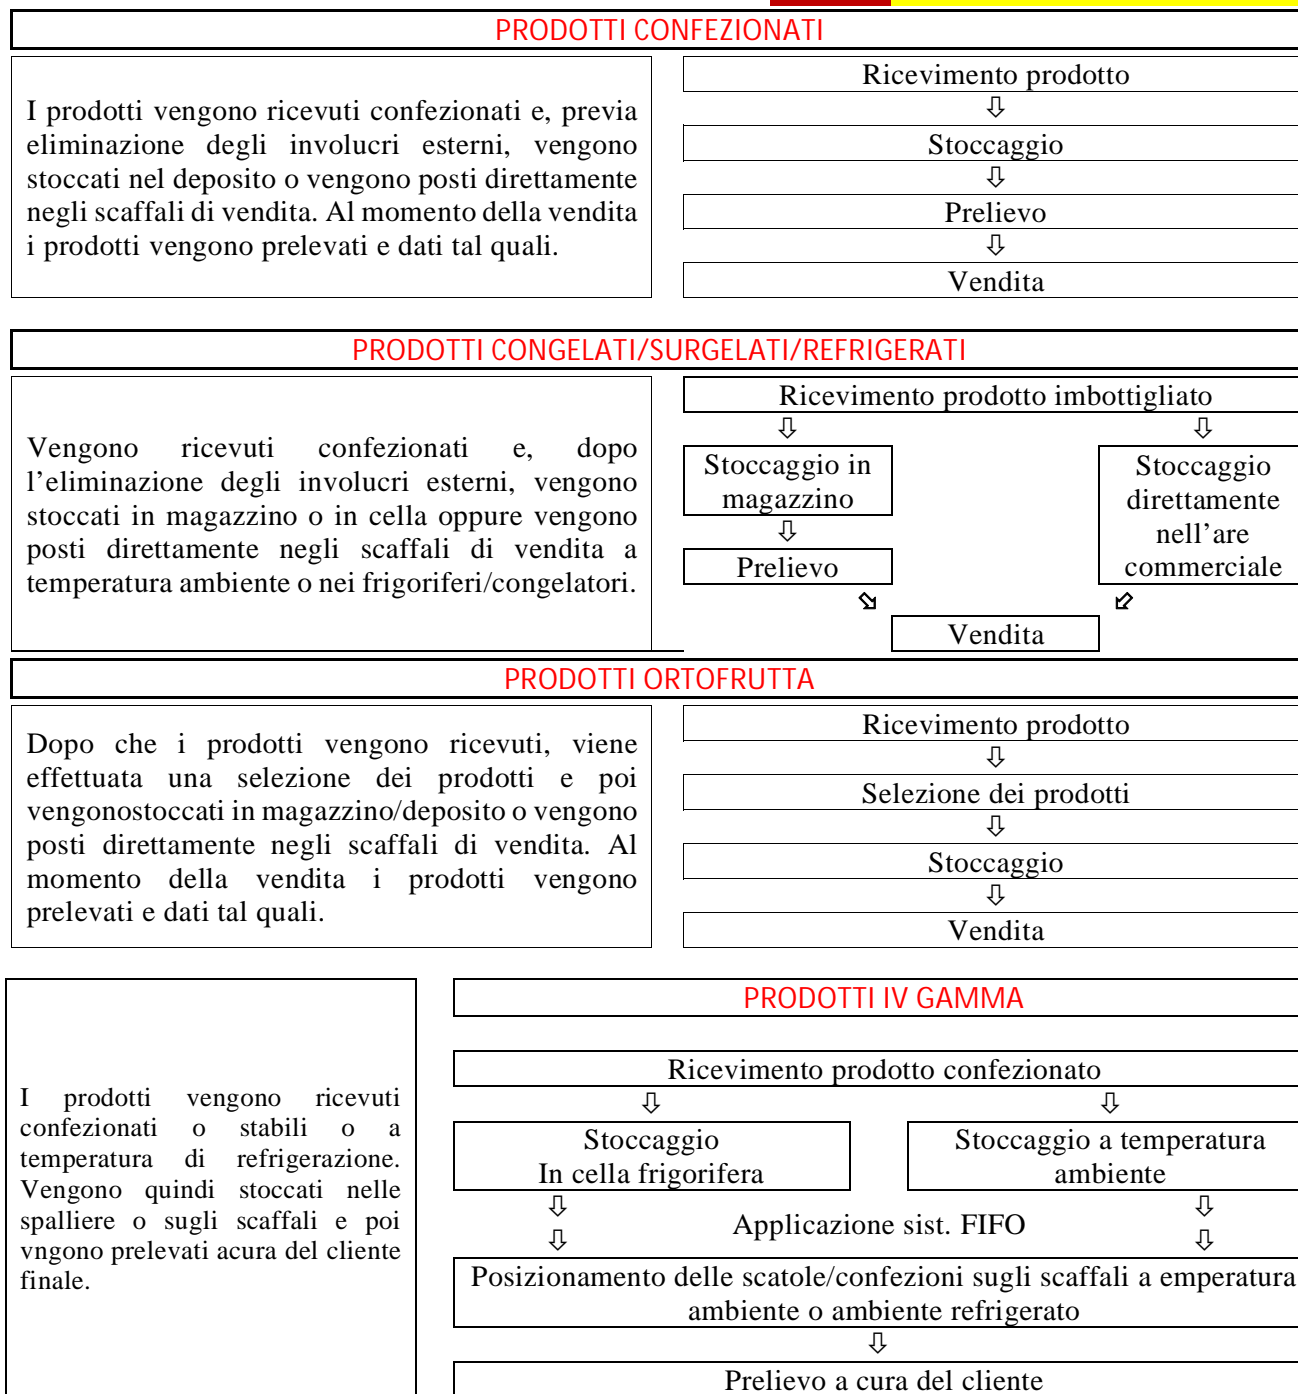 PRODOTTI CONFEZIONATI
I prodotti vengono ricevuti confezionati e, previa
eliminazione degli involucri esterni, vengono
stoccati nel deposito o vengono posti direttamente
negli scaffali di vendita. Al momento della vendita
i prodotti vengono prelevati e dati tal quali.
Ricevimento prodotto
Stoccaggio
Prelievo
Vendita
PRODOTTI CONGELATI/SURGELATI/REFRIGERATI
Vengono ricevuti confezionati e, dopo
l’eliminazione degli involucri esterni, vengono
stoccati in magazzino o in cella oppure vengono
posti direttamente negli scaffali di vendita a
temperatura ambiente o nei frigoriferi/congelatori.
Ricevimento prodotto imbottigliato
Stoccaggio in
magazzino
Prelievo
Stoccaggio
direttamente
nell’are
commerciale
Vendita
PRODOTTI ORTOFRUTTA
Dopo che i prodotti vengono ricevuti, viene
effettuata una selezione dei prodotti e poi
vengonostoccati in magazzino/deposito o vengono
posti direttamente negli scaffali di vendita. Al
momento della vendita i prodotti vengono
prelevati e dati tal quali.
Ricevimento prodotto
Selezione dei prodotti
Stoccaggio
Vendita
I prodotti vengono ricevuti
confezionati o stabili o a
temperatura di refrigerazione.
Vengono quindi stoccati nelle
spalliere o sugli scaffali e poi
vngono prelevati acura del cliente
finale.
PRODOTTI IV GAMMA
Ricevimento prodotto confezionato
Stoccaggio
In cella frigorifera
Stoccaggio a temperatura
ambiente
Applicazione sist. FIFO
Posizionamento delle scatole/confezioni sugli scaffali a emperatura
ambiente o ambiente refrigerato
Prelievo a cura del cliente